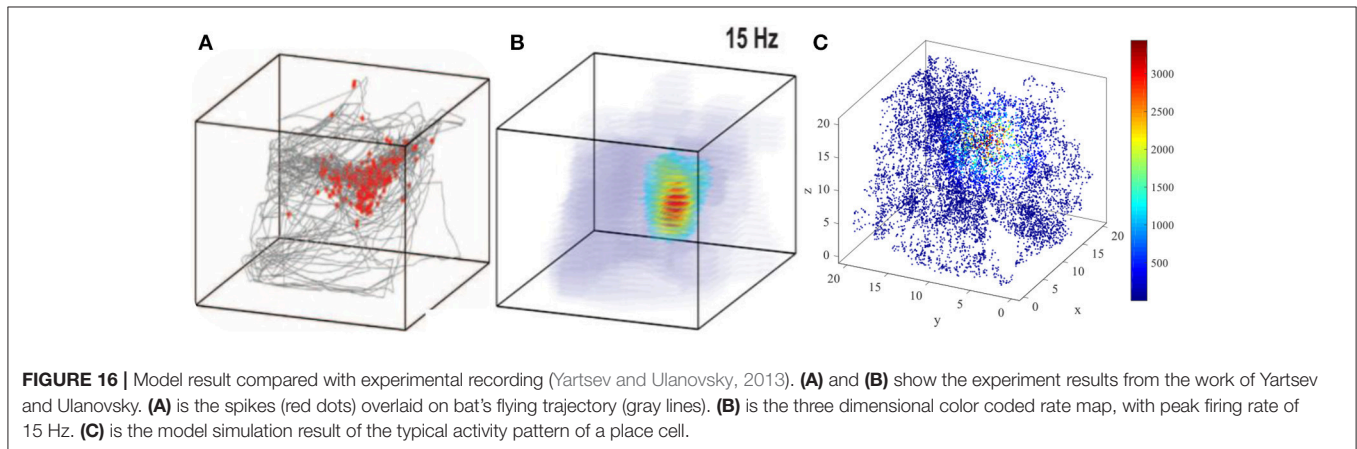 A
B
15 Hz
C
3000
2500
2000
1500
1000
500
20
15
10
5
0
z
20
15
10
5
0
y
0
5
10
15
20
x
FIGURE 16 | Model result compared with experimental recording (Yartsev and Ulanovsky, 2013). (A) and (B) show the experiment results from the work of Yartsev
and Ulanovsky. (A) is the spikes (red dots) overlaid on bat's flying trajectory (gray lines). (B) is the three dimensional color coded rate map, with peak firing rate of
15 Hz. (C) is the model simulation result of the typical activity pattern of a place cell.